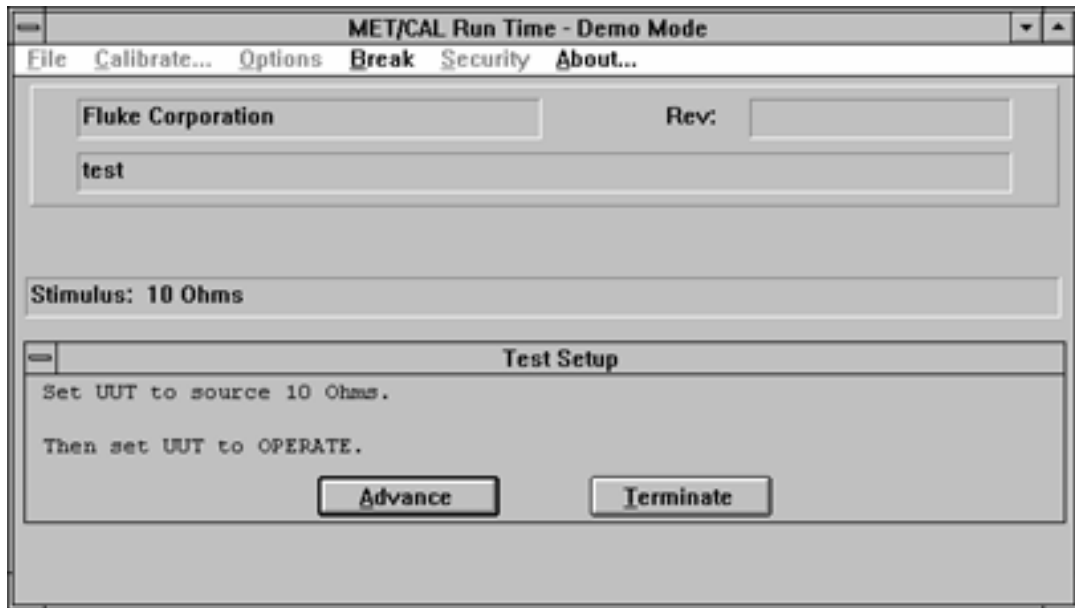 MET/CAL Run Time - Demo Mode
File Calibrate... Options Break Security About...
Fluke Corporation Rev:
test
Stimulus: 10 Ohms
Test Setup
Set UUT to source 10 Ohms.
Then set UUT to OPERATE.
Advance Terminate